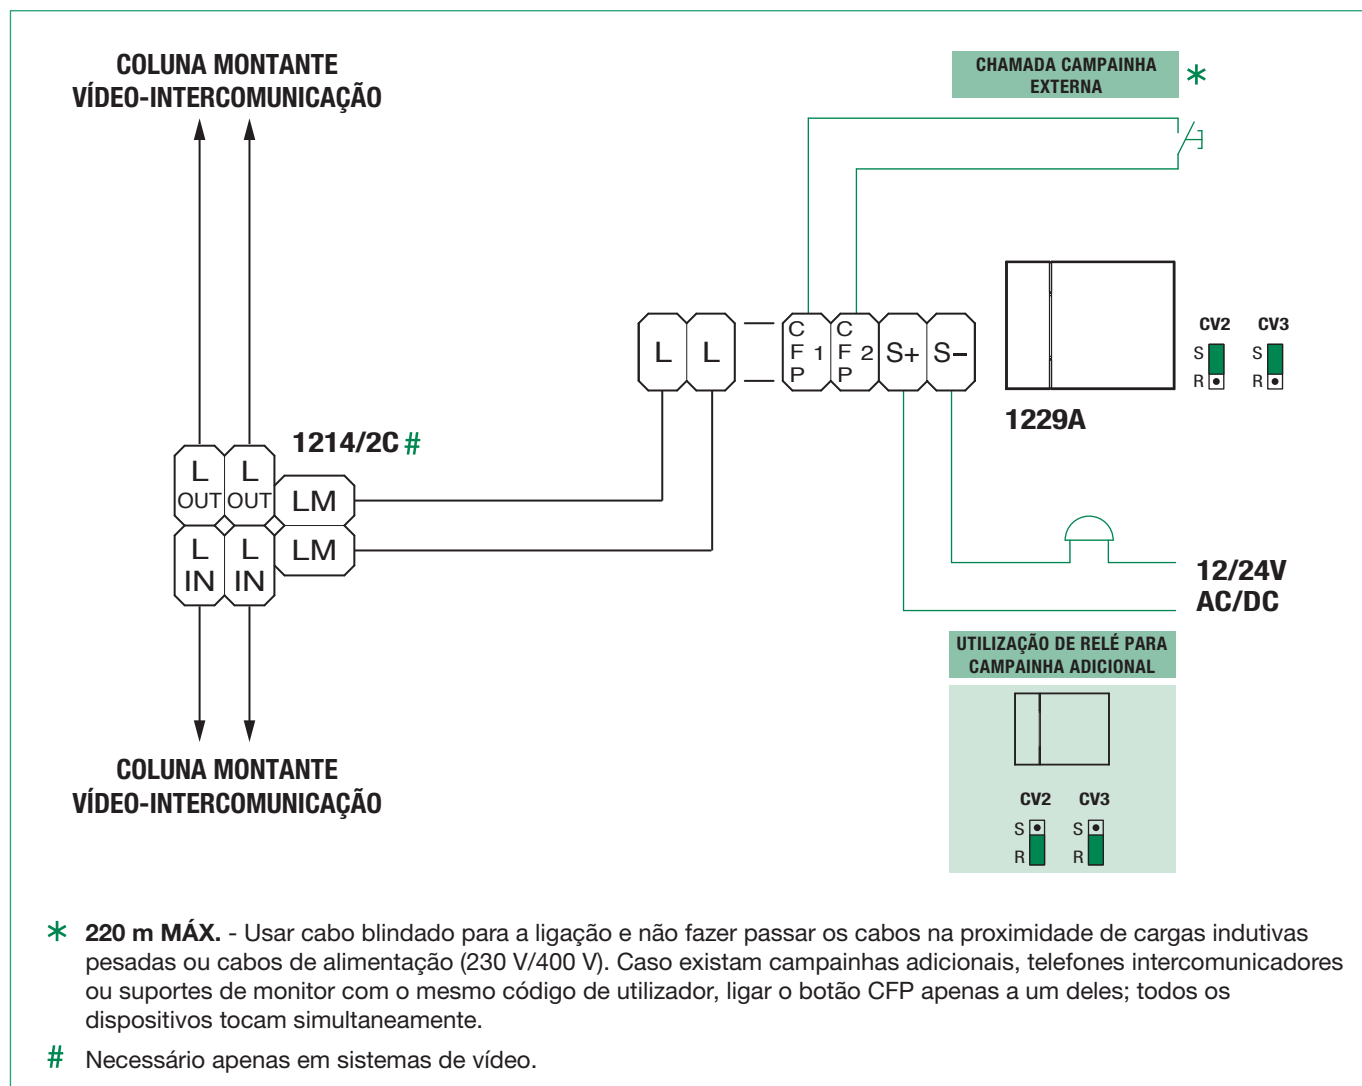 COLUNA MONTANTE
VÍDEO-INTERCOMUNICAÇÃO
CHAMADA CAMPAINHA
EXTERNA
*
L
L
C
F 1
P
C
F 2
P
S+
S−
CV2
CV3
S
R
S
R
1229A
1214/2C #
L
OUT
L
OUT
LM
L
IN
L
IN
LM
12/24V
AC/DC
UTILIZAÇÃO DE RELÉ PARA
CAMPAINHA ADICIONAL
CV2
CV3
S
R
S
R
COLUNA MONTANTE
VÍDEO-INTERCOMUNICAÇÃO
* 220 m MÁX. - Usar cabo blindado para a ligação e não fazer passar os cabos na proximidade de cargas indutivas
pesadas ou cabos de alimentação (230 V/400 V). Caso existam campainhas adicionais, telefones intercomunicadores
ou suportes de monitor com o mesmo código de utilizador, ligar o botão CFP apenas a um deles; todos os
dispositivos tocam simultaneamente.
# Necessário apenas em sistemas de vídeo.